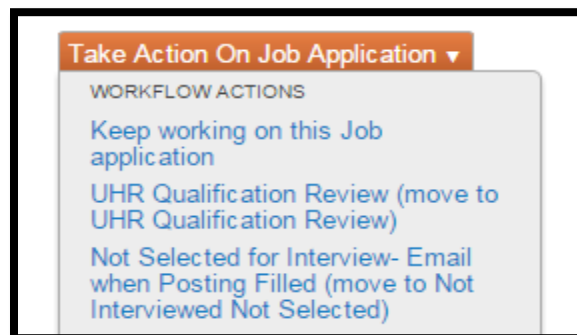 Take Action On Job Application ▼
WORKFLOW ACTIONS
Keep working on this Job
application
UHR Qualification Review (move to
UHR Qualification Review)
Not Selected for Interview- Email
when Posting Filled (move to Not
Interviewed Not Selected)